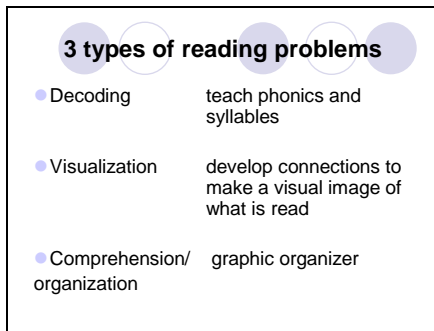 3 types of reading problems
Decoding teach phonics and
syllables
Visualization develop connections to
make a visual image of
what is read
Comprehension/ graphic organizer
organization